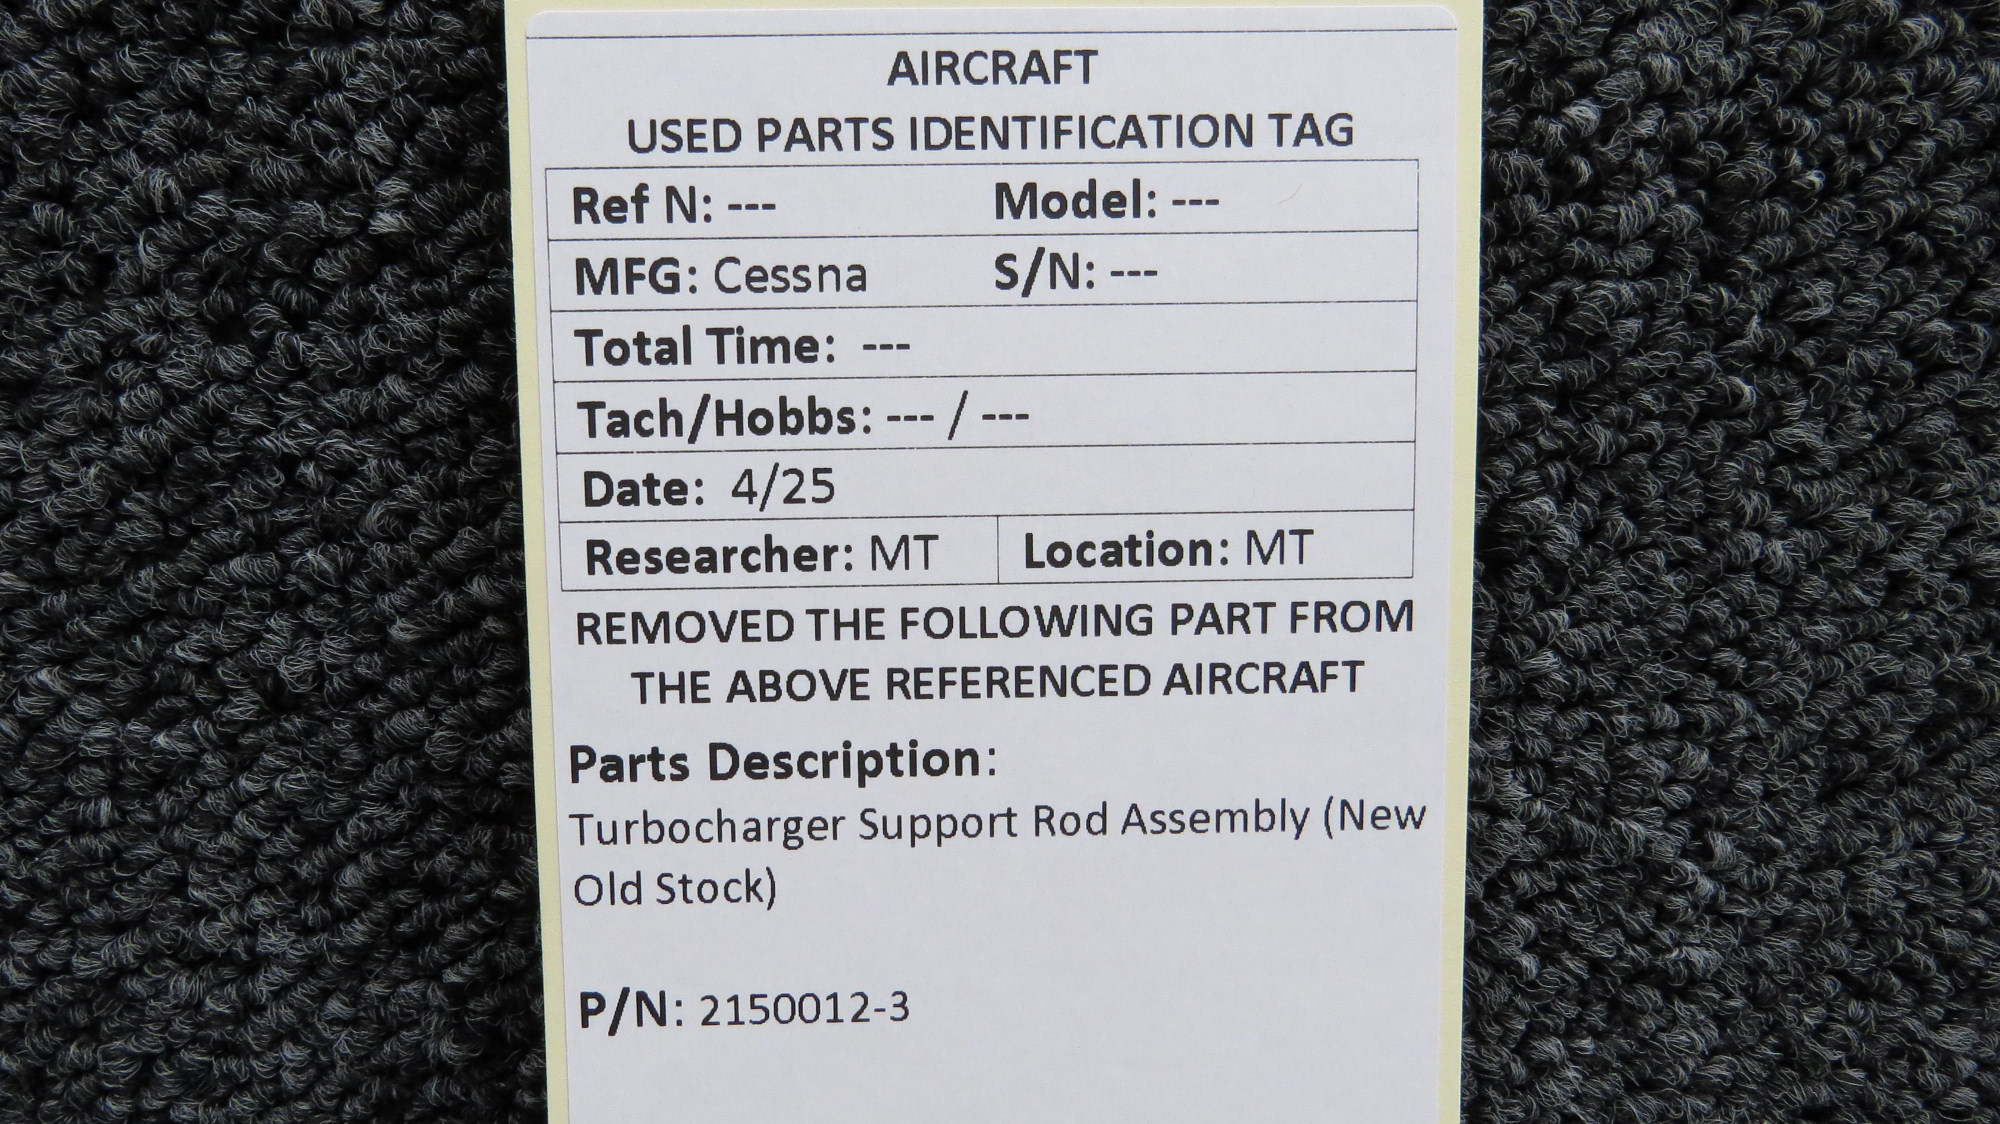 AIRCRAFT
USED PARTS IDENTIFICATION TAG
Ref N: --- Model: ---
MFG: Cessna S/N: ---
Total Time: ---
Tach/Hobbs: --- / ---
Date: 4/25
Researcher: MT Location: MT
REMOVED THE FOLLOWING PART FROM
THE ABOVE REFERENCED AIRCRAFT
Parts Description:
Turbocharger Support Rod Assembly (New
Old Stock)
P/N: 2150012-3